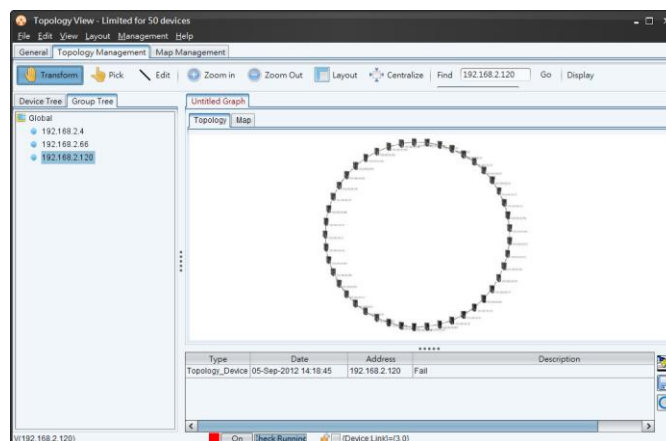 Topology View - Limited for 50 devices
File Edit View Layout Management Help
General Topology Management Map Management
Transform Pick Edit Zoom in Zoom Out Layout Centralize Find 192.168.2.120 Go Display
Device Tree Group Tree
Untitled Graph
Global
192.168.2.4
192.168.2.66
192.168.2.120
Topology Map
Type Date Address Description
Topology_Device 05-Sep-2012 14:18:45 192.168.2.120 Fail
V(192.168.2.120) On Check Running (Device:Link)=(3,0)